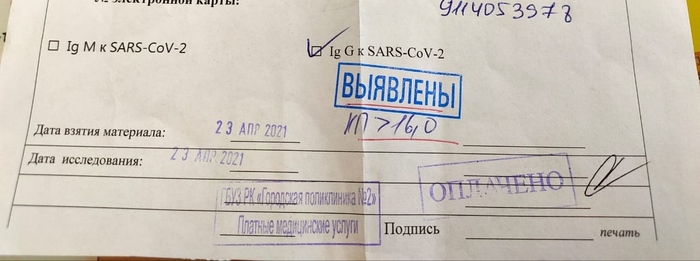 № электронной карты:
9114053978
Ig M к SARS-CoV-2
Ig G к SARS-CoV-2
ВЫЯВЛЕНЫ
КП > 16,0
Дата взятия материала: 23 АПР 2021
Дата исследования: 23 АПР 2021
ГБУЗ РК «Городская поликлиника №2»
Платные медицинские услуги
ОПЛАЧЕНО
Подпись
печать